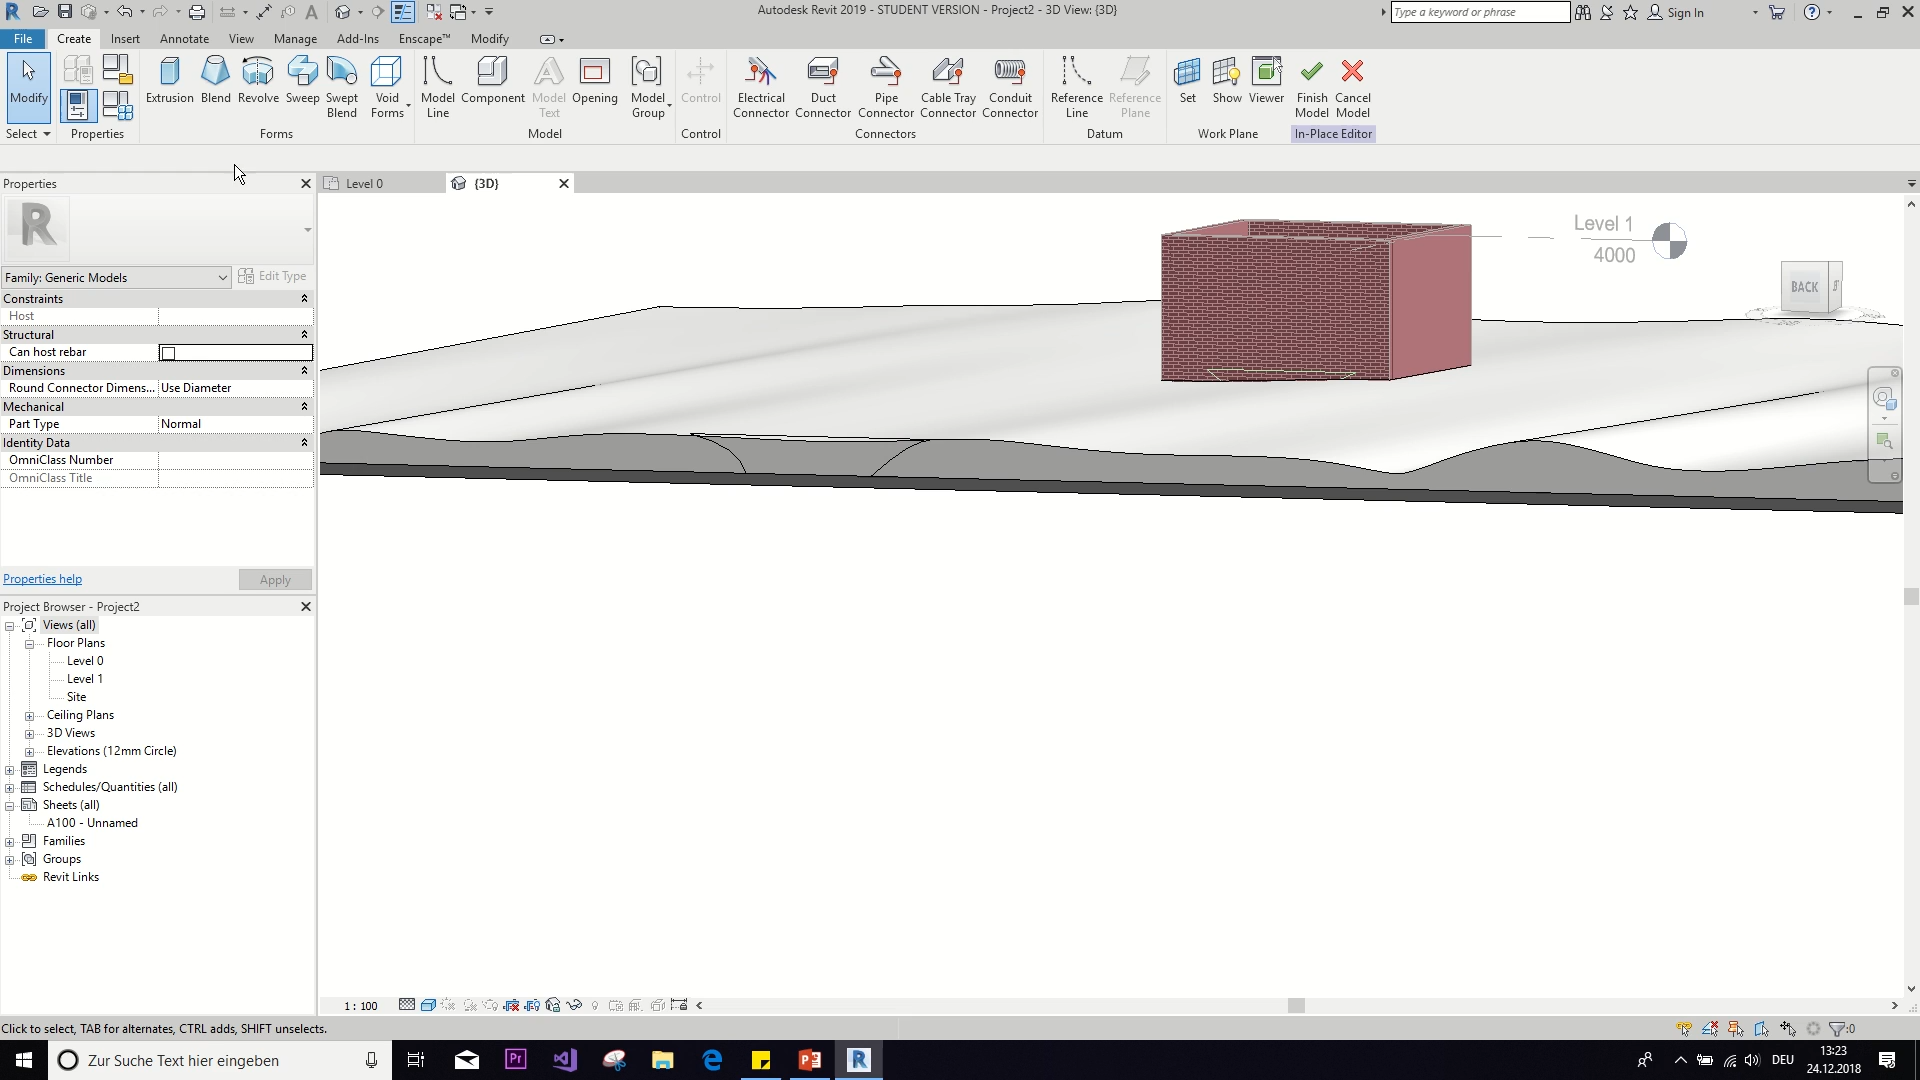 Autodesk Revit 2019 - STUDENT VERSION - Project2 - 3D View: {3D}
Type a keyword or phrase
Sign In
File Create Insert Annotate View Manage Add-Ins Enscape™ Modify
Modify
Extrusion Blend Revolve Sweep Swept Blend Void Forms
Model Line Component Model Text Opening Model Group
Control
Electrical Connector Duct Connector Pipe Connector Cable Tray Connector Conduit Connector
Reference Line Reference Plane
Set Show Viewer
Finish Model Cancel Model
Select Properties Forms Model Control Connectors Datum Work Plane In-Place Editor
Properties
Level 0
{3D}
R
Family: Generic Models
Edit Type
Constraints
Host
Structural
Can host rebar
Dimensions
Round Connector Dimens... Use Diameter
Mechanical
Part Type Normal
Identity Data
OmniClass Number
OmniClass Title
Properties help
Apply
Level 1
4000
BACK
Project Browser - Project2
Views (all)
Floor Plans
Level 0
Level 1
Site
Ceiling Plans
3D Views
Elevations (12mm Circle)
Legends
Schedules/Quantities (all)
Sheets (all)
A100 - Unnamed
Families
Groups
Revit Links
1 : 100
Click to select, TAB for alternates, CTRL adds, SHIFT unselects.
:0
Zur Suche Text hier eingeben
Pr
DEU
13:23
24.12.2018